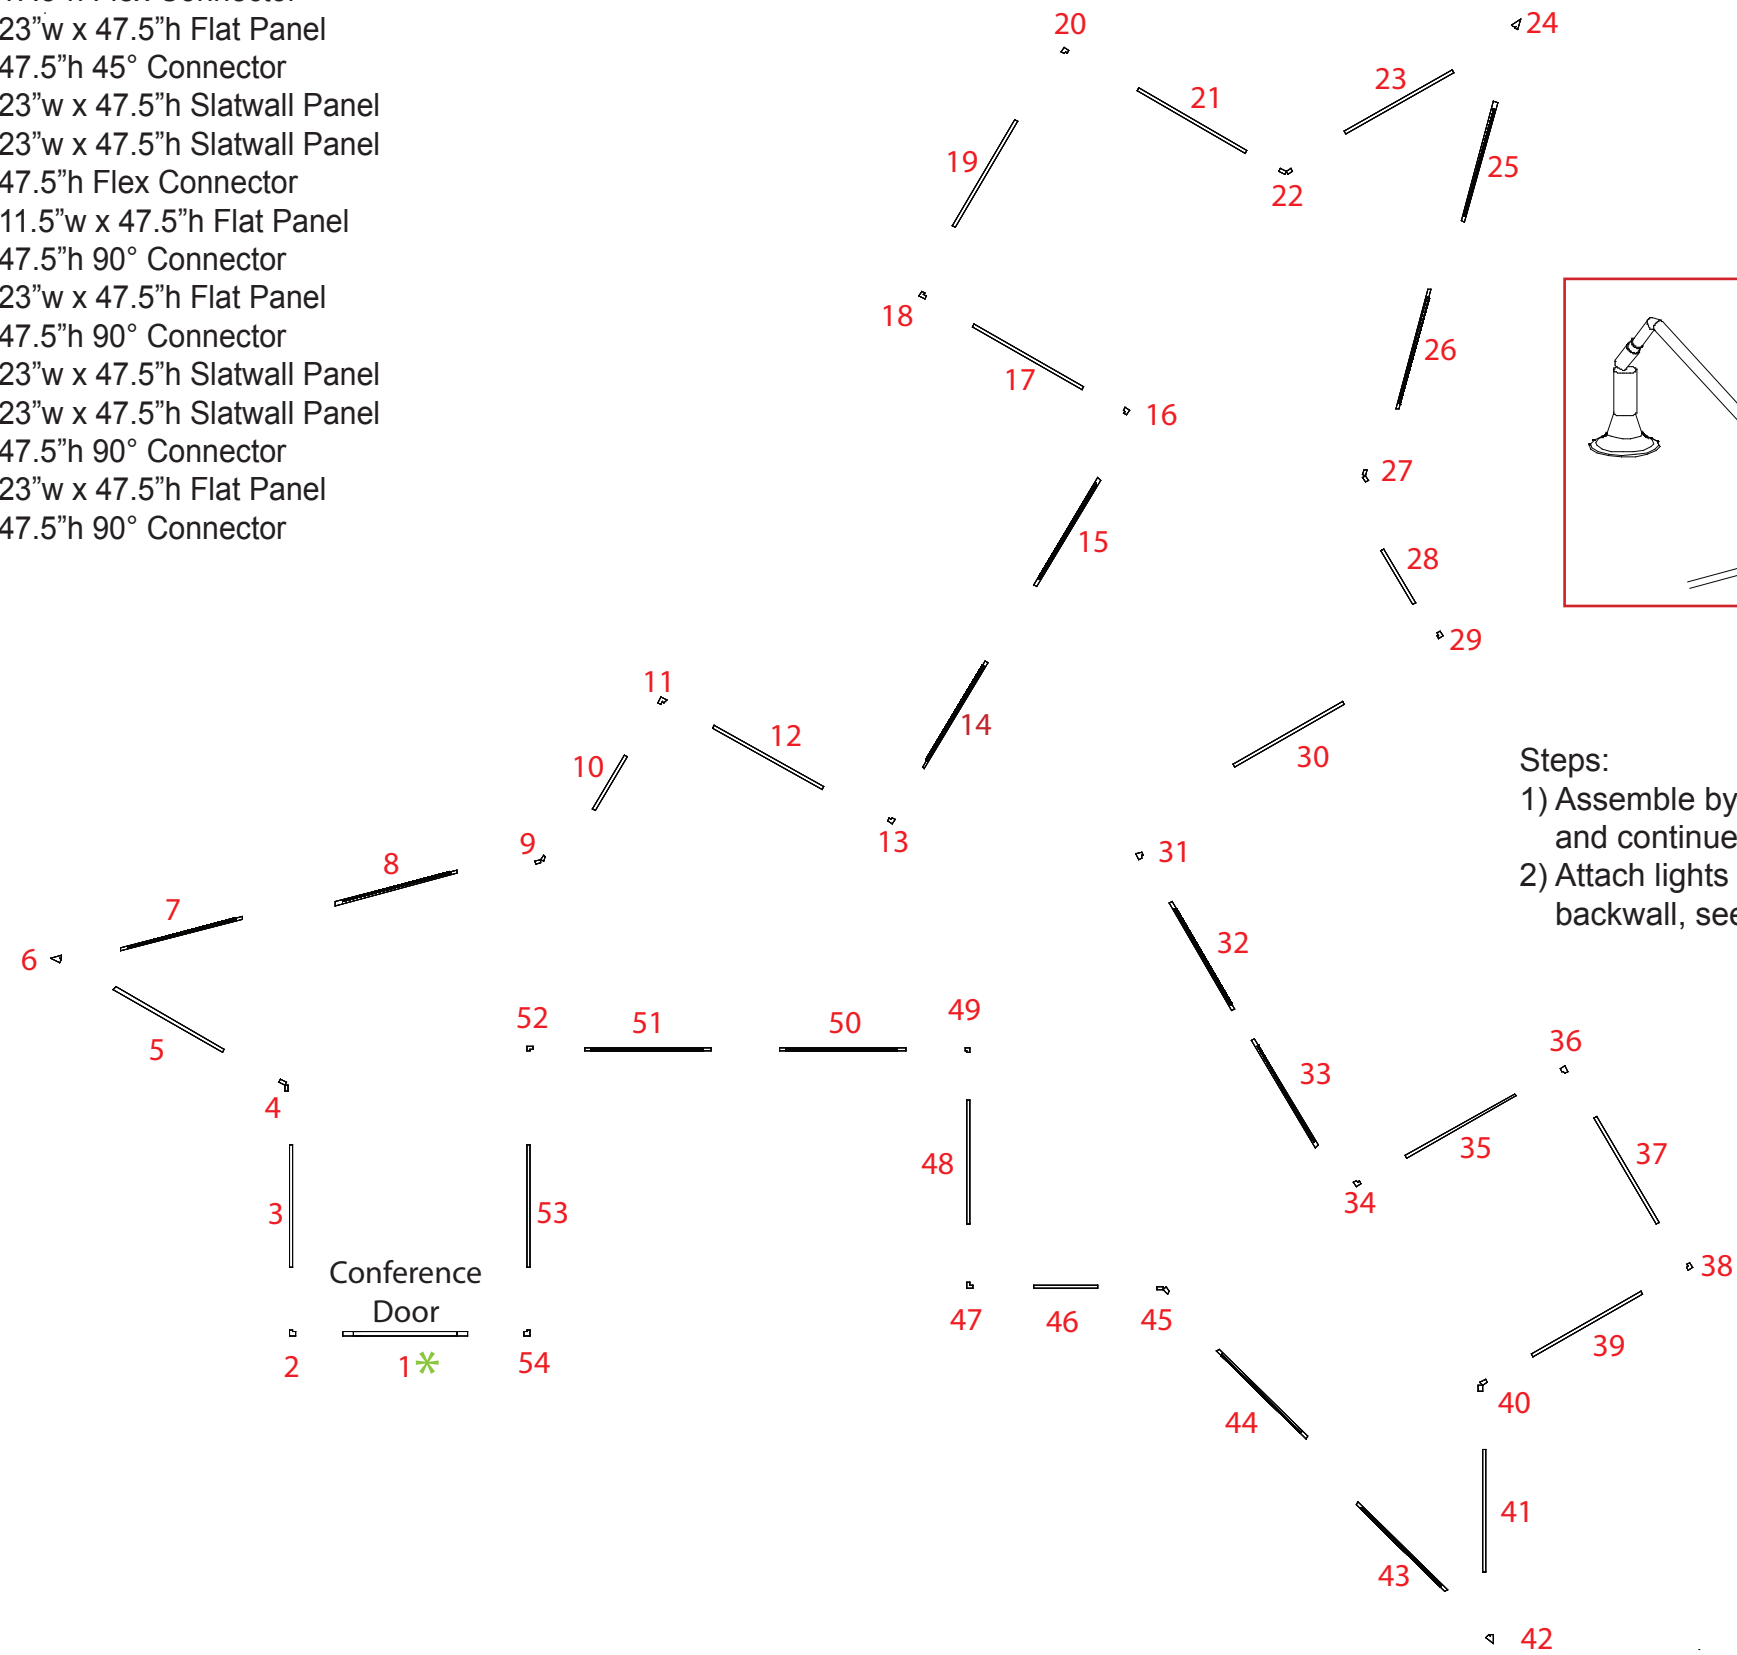 23”w x 47.5”h Flat Panel
47.5”h 45° Connector
23”w x 47.5”h Slatwall Panel
23”w x 47.5”h Slatwall Panel
47.5”h Flex Connector
11.5”w x 47.5”h Flat Panel
47.5”h 90° Connector
23”w x 47.5”h Flat Panel
47.5”h 90° Connector
23”w x 47.5”h Slatwall Panel
23”w x 47.5”h Slatwall Panel
47.5”h 90° Connector
23”w x 47.5”h Flat Panel
47.5”h 90° Connector
20
24
21
23
19
22
25
18
17
16
26
27
15
28
29
14
11
12
10
30
13
9
8
31
7
6
32
5
52
51
50
49
33
36
4
48
35
37
34
3
53
38
Conference
Door
47
46
45
39
2
1*
54
40
44
41
43
42
Steps:
1) Assemble by
and continue
2) Attach lights
backwall, see